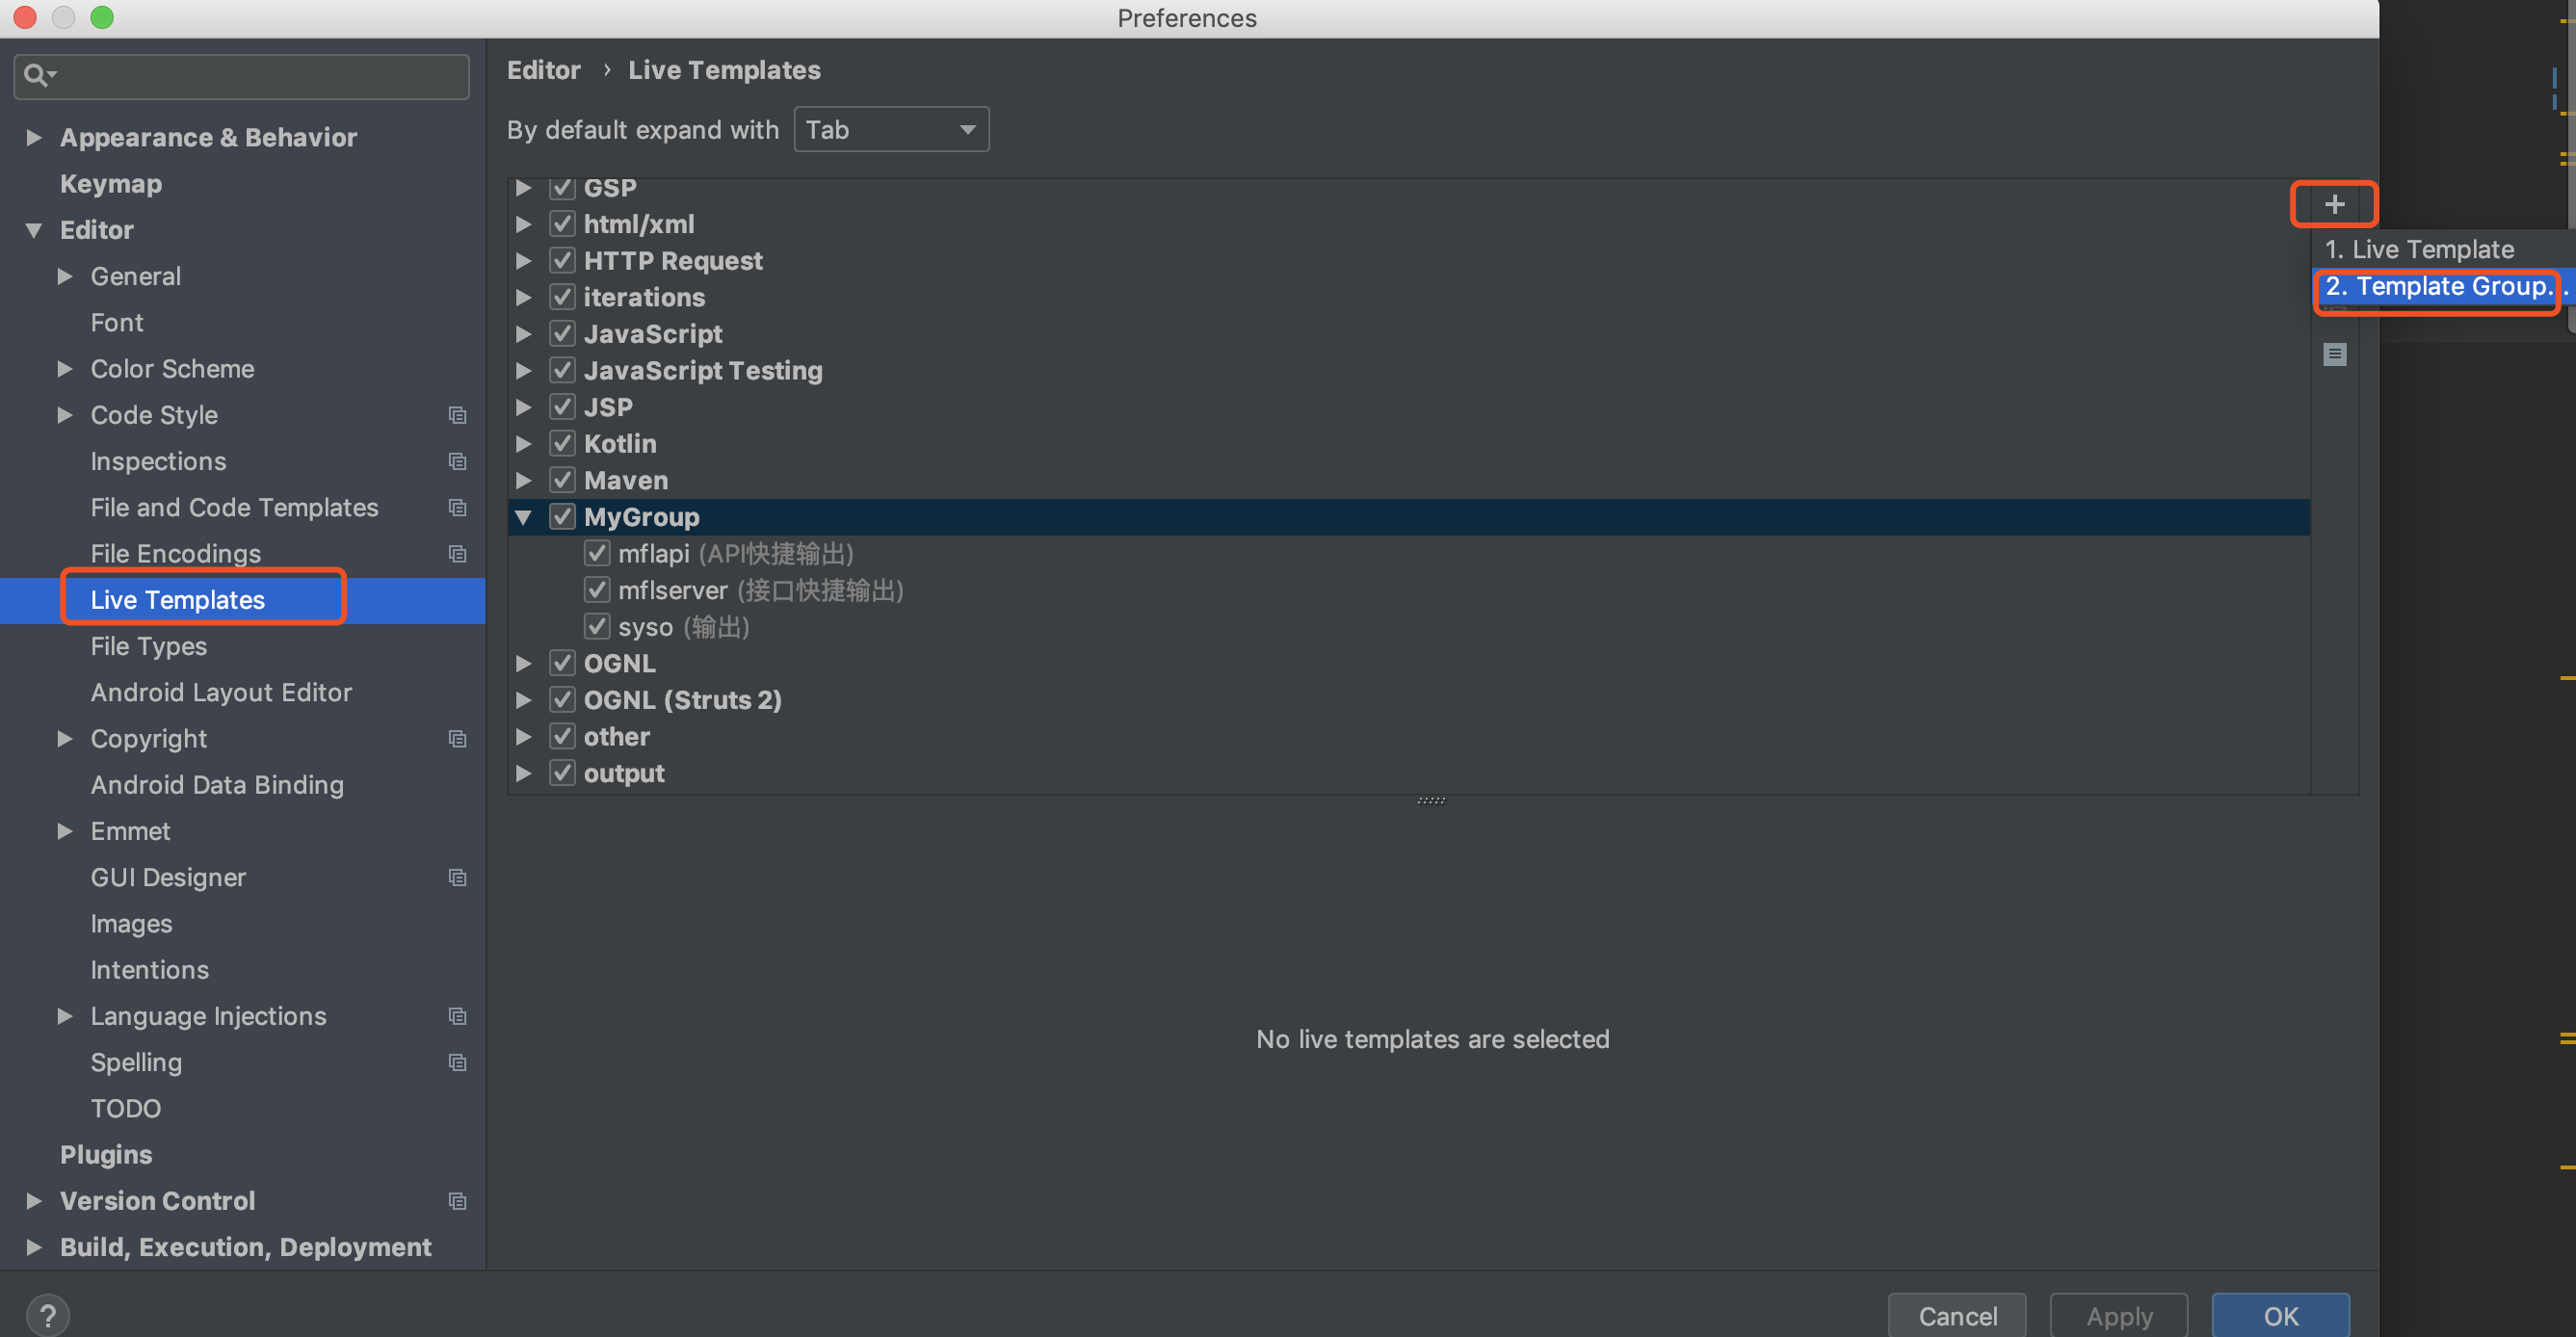 Preferences
Appearance & Behavior
Keymap
Editor
General
Font
Color Scheme
Code Style
Inspections
File and Code Templates
File Encodings
Live Templates
File Types
Android Layout Editor
Copyright
Android Data Binding
Emmet
GUI Designer
Images
Intentions
Language Injections
Spelling
TODO
Plugins
Version Control
Build, Execution, Deployment
Editor › Live Templates
By default expand with Tab
GSP
html/xml
HTTP Request
iterations
JavaScript
JavaScript Testing
JSP
Kotlin
Maven
MyGroup
mflapi (API快捷输出)
mflserver (接口快捷输出)
syso (输出)
OGNL
OGNL (Struts 2)
other
output
+
1. Live Template
2. Template Group...
No live templates are selected
?
Cancel
Apply
OK